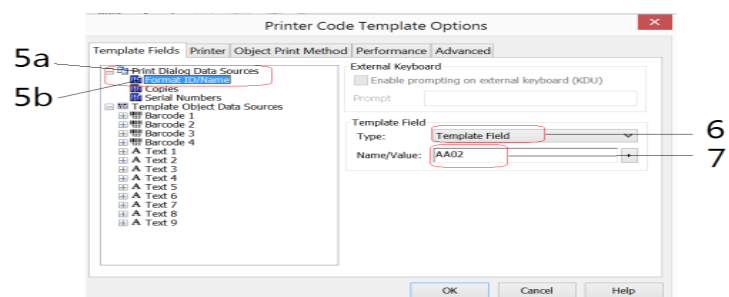 Printer Code Template Options
Template Fields Printer Object Print Method Performance Advanced
5a
Print Dialog Data Sources
5b
Format ID/Name
Copies
Serial Numbers
Template Object Data Sources
Barcode 1
Barcode 2
Barcode 3
Barcode 4
A Text 1
A Text 2
A Text 3
A Text 4
A Text 5
A Text 6
A Text 7
A Text 8
A Text 9
External Keyboard
Enable prompting on external keyboard (KDU)
Prompt
Template Field
Type: Template Field
6
Name/Value: AA02
7
OK Cancel Help